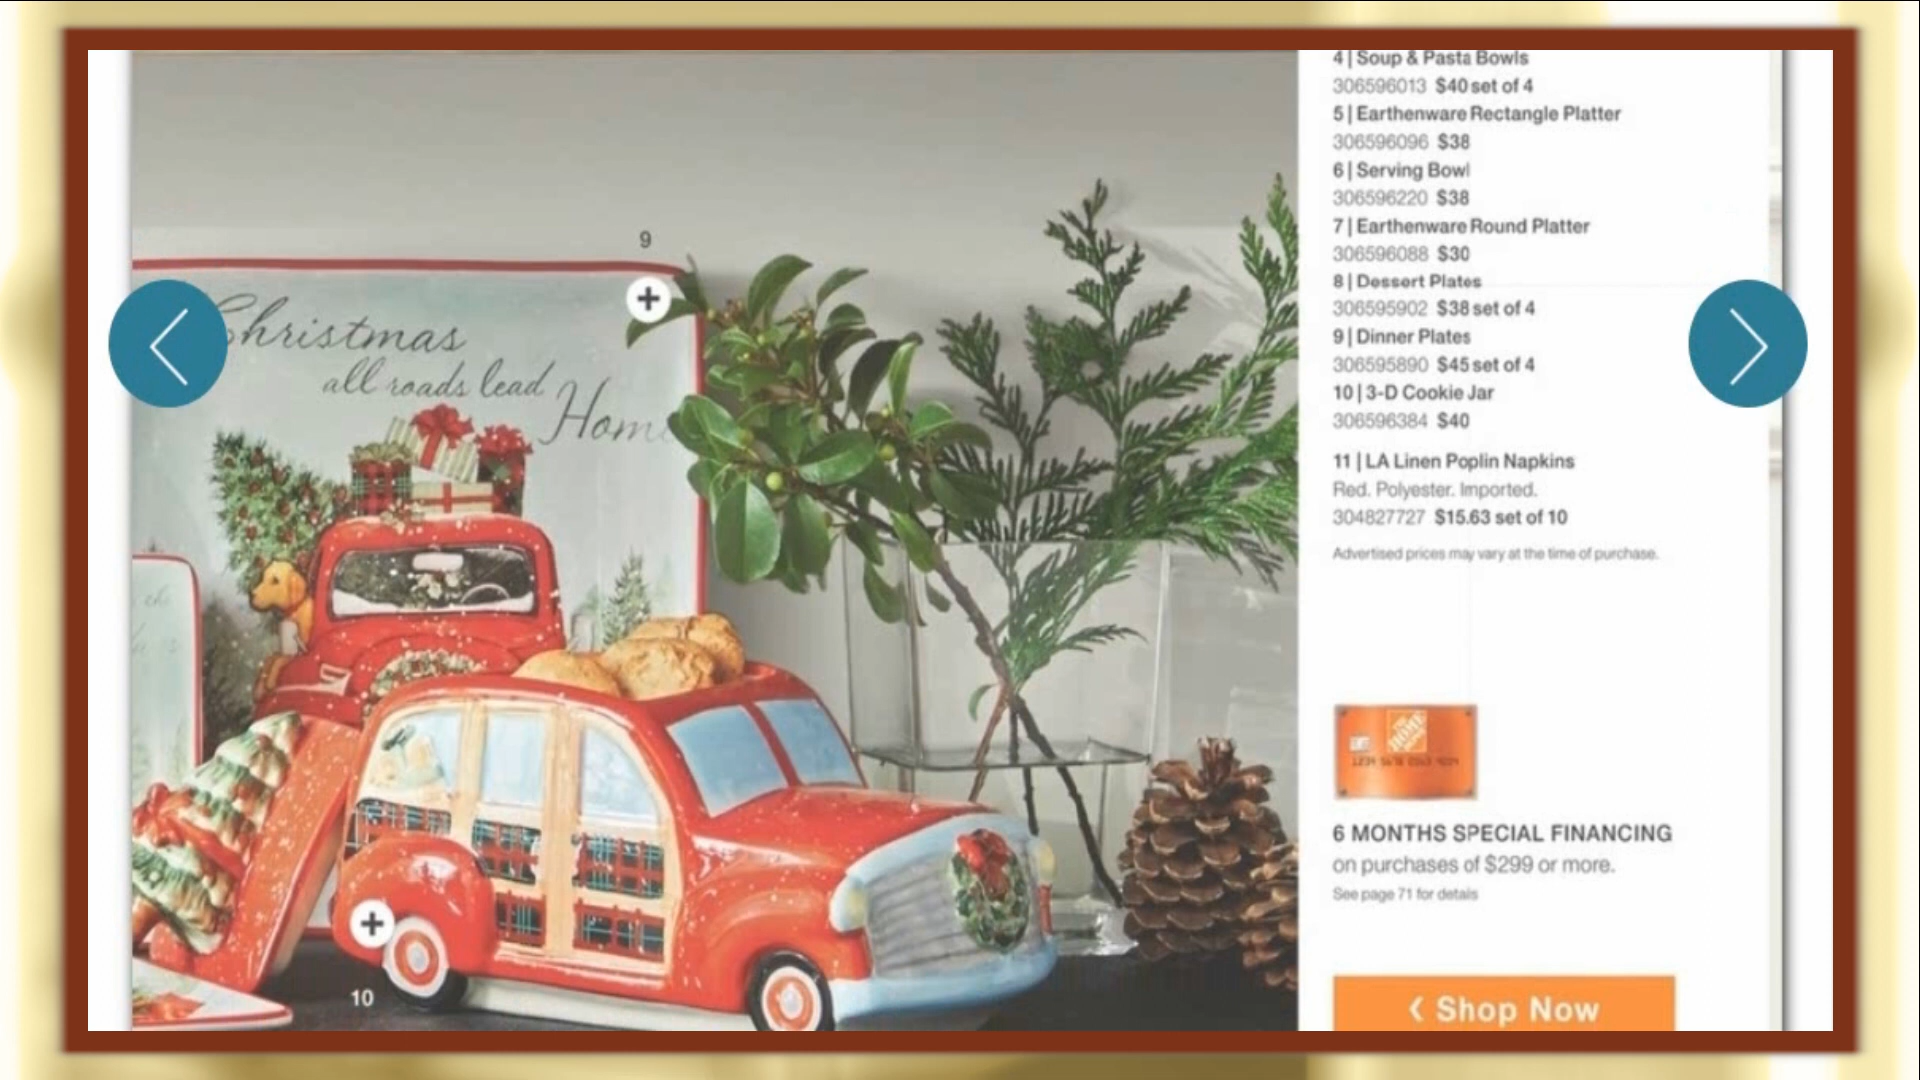 Christmas
all roads lead
Home
9
10
4 | Soup & Pasta Bowls
306596013 $40 set of 4
5 | Earthenware Rectangle Platter
306596096 $38
6 | Serving Bowl
306596220 $38
7 | Earthenware Round Platter
306596088 $30
8 | Dessert Plates
306595902 $38 set of 4
9 | Dinner Plates
306595890 $45 set of 4
10 | 3-D Cookie Jar
306596384 $40
11 | LA Linen Poplin Napkins
Red. Polyester. Imported.
304827727 $15.63 set of 10
Advertised prices may vary at the time of purchase.
THE
HOME
DEPOT
6 MONTHS SPECIAL FINANCING
on purchases of $299 or more.
See page 71 for details
‹ Shop Now